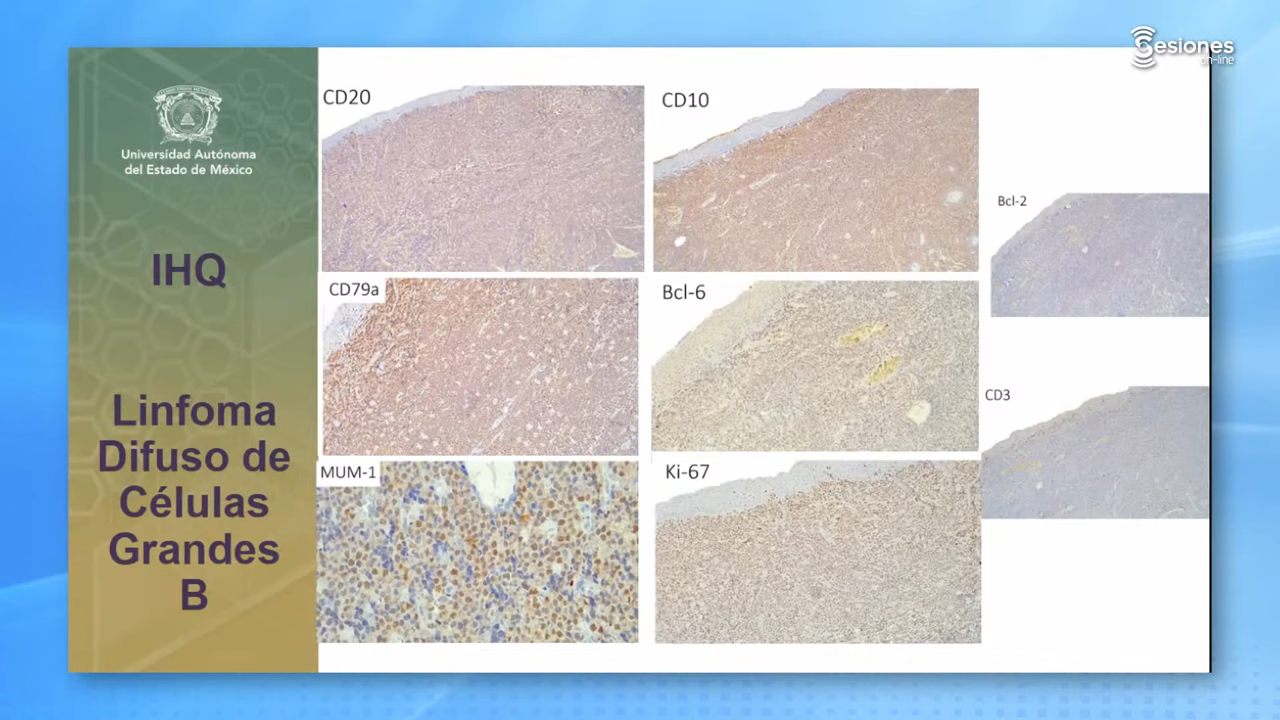 Sesiones
on-line
Universidad Autónoma
del Estado de México
IHQ
Linfoma
Difuso de
Células
Grandes
B
CD20
CD10
Bcl-2
CD79a
Bcl-6
CD3
MUM-1
Ki-67